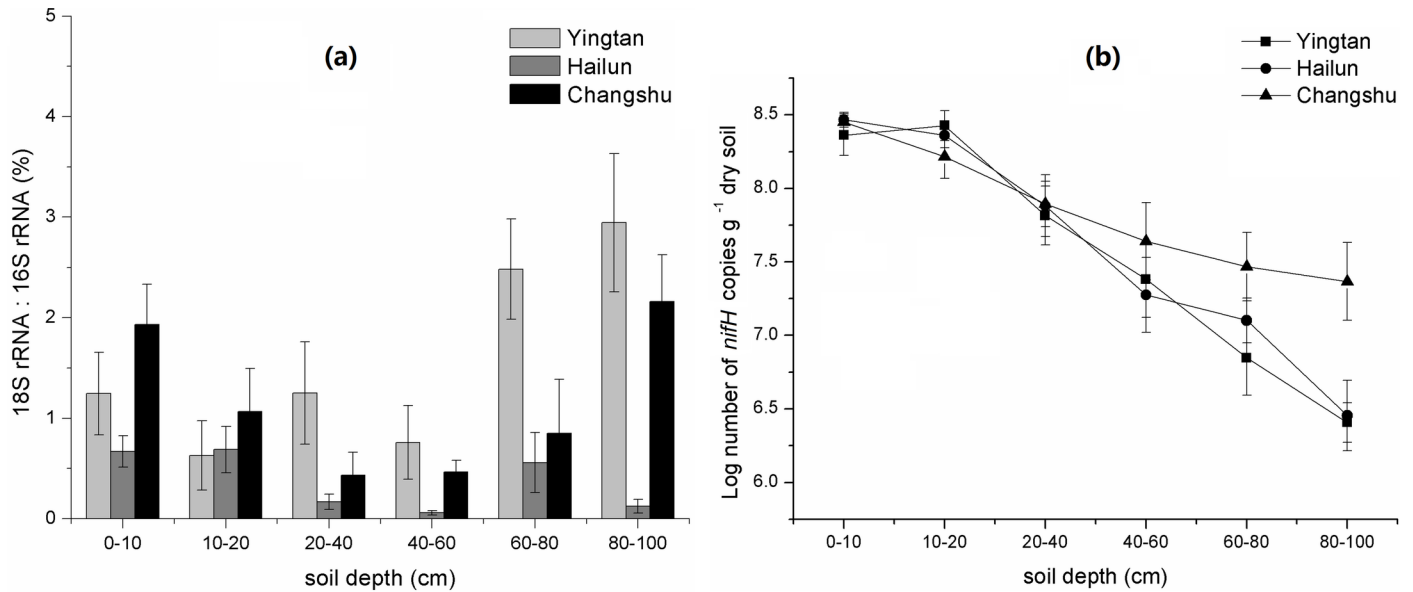 (a)
Yingtan
Hailun
Changshu
18S rRNA : 16S rRNA (%)
5
4
3
2
1
0
0-10 10-20 20-40 40-60 60-80 80-100
soil depth (cm)
(b)
Yingtan
Hailun
Changshu
Log number of nifH copies g -1 dry soil
8.5
8.0
7.5
7.0
6.5
6.0
0-10 10-20 20-40 40-60 60-80 80-100
soil depth (cm)